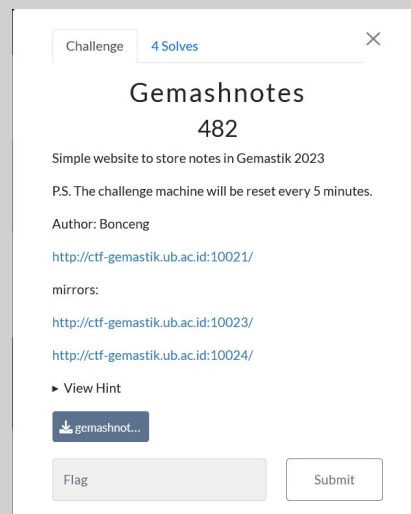 Challenge
4 Solves
Gemashnotes
482
Simple website to store notes in Gemastik 2023
P.S. The challenge machine will be reset every 5 minutes.
Author: Bonceng
http://ctf-gemastik.ub.ac.id:10021/
mirrors:
http://ctf-gemastik.ub.ac.id:10023/
http://ctf-gemastik.ub.ac.id:10024/
View Hint
gemashnot...
Flag
Submit